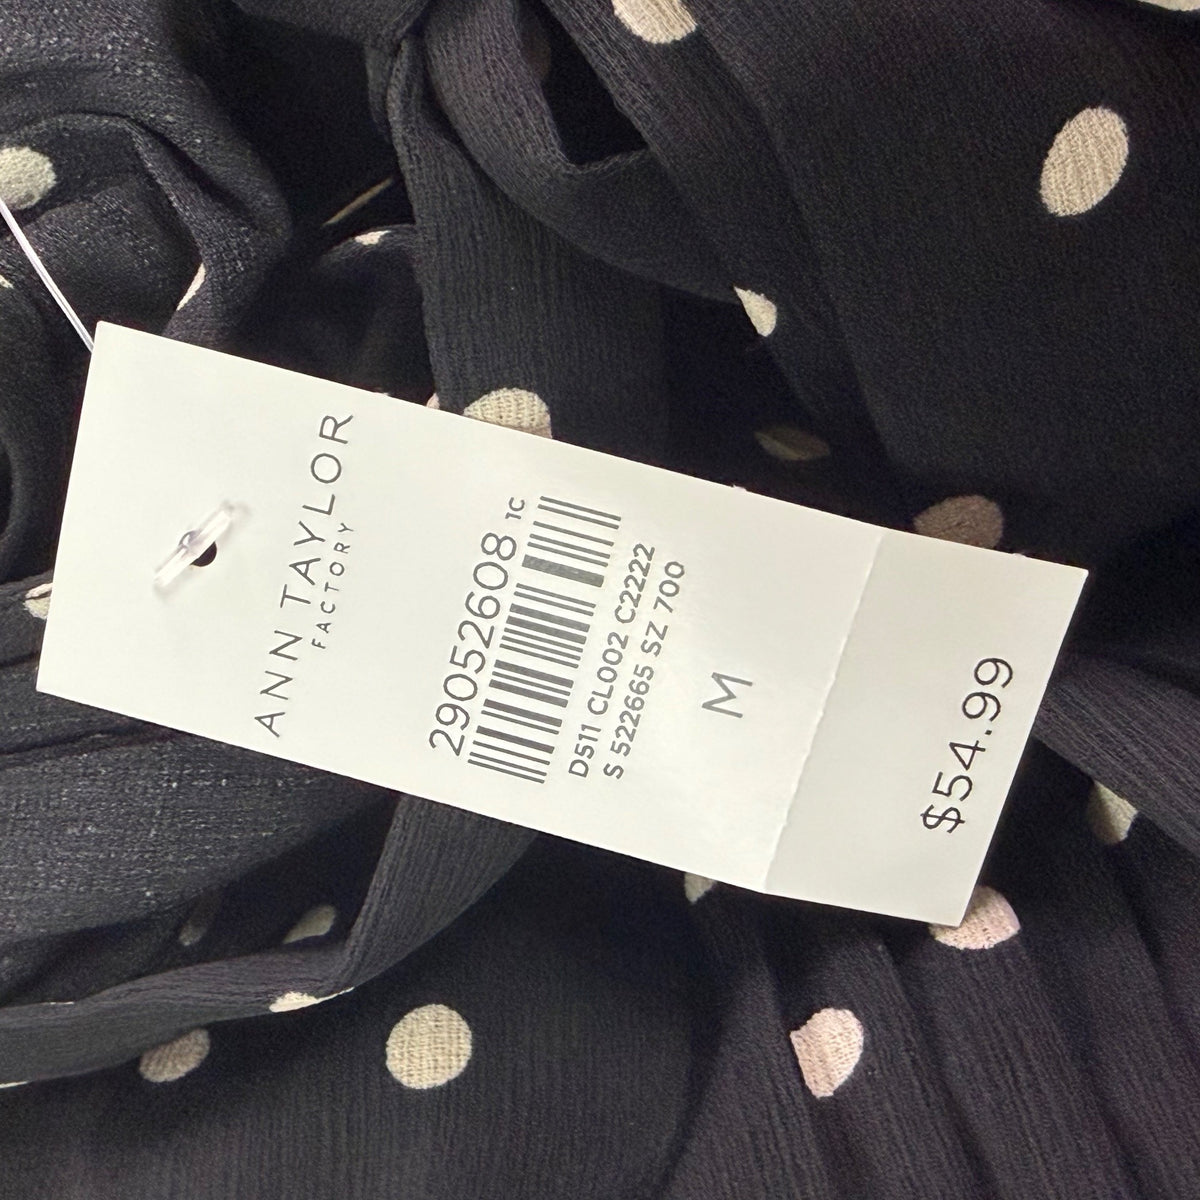 ANN TAYLOR
FACTORY
29052608 1C
D511 CL002 C2222
S 522665 SZ 700
M
$54.99